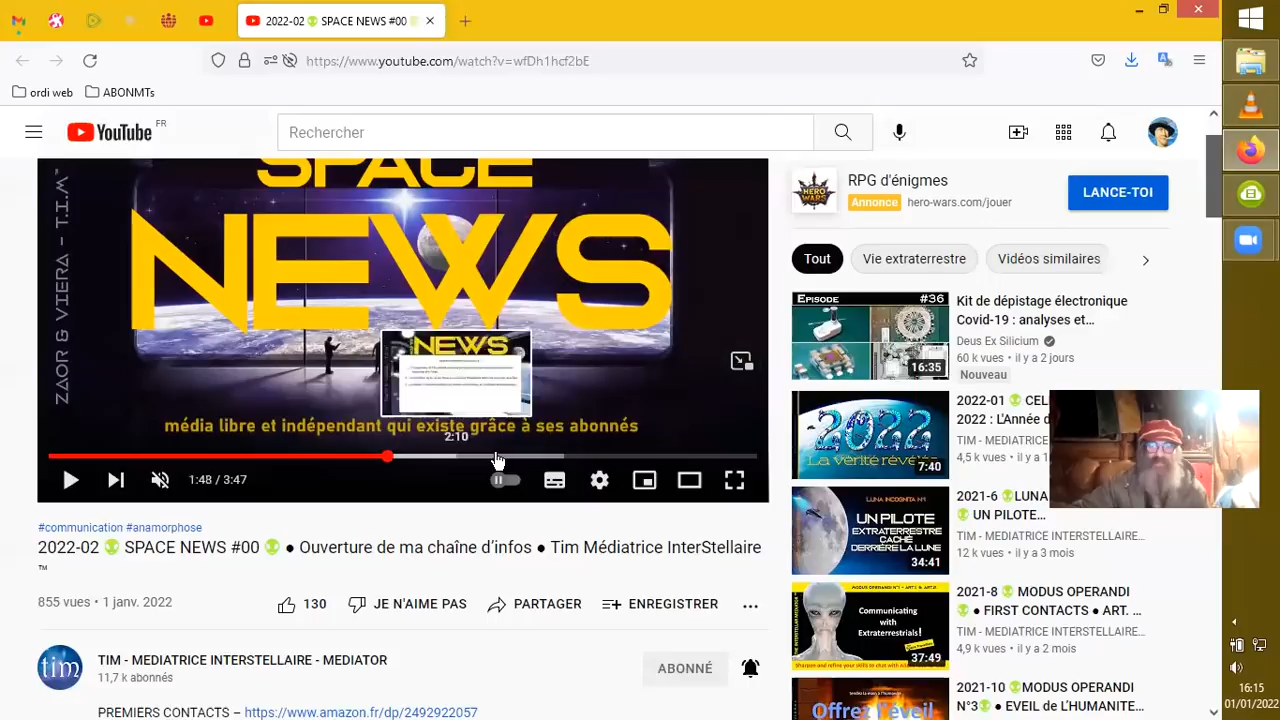 2022-02 👽 SPACE NEWS #00
https://www.youtube.com/watch?v=wfDh1hcf2bE
ordi web
ABONMTs
YouTube FR
Rechercher
SPACE
NEWS
ZAOR G VIERA - T.I.M™
NEWS
média libre et indépendant qui existe grâce à ses abonnés
2:10
1:48 / 3:47
#communication #anamorphose
2022-02 👽 SPACE NEWS #00 👽 ● Ouverture de ma chaîne d'infos ● Tim Médiatrice InterStellaire
™
855 vues • 1 janv. 2022
130
JE N'AIME PAS
PARTAGER
ENREGISTRER
TIM - MEDIATRICE INTERSTELLAIRE - MEDIATOR
11,7 k abonnés
ABONNÉ
PREMIERS CONTACTS - https://www.amazon.fr/dp/2492922057
HERO
WARS
RPG d'énigmes
Annonce hero-wars.com/jouer
LANCE-TOI
Tout
Vie extraterrestre
Vidéos similaires
EPISODE #36
16:35
Kit de dépistage électronique
Covid-19 : analyses et…
Deus Ex Silicium
60 k vues • il y a 2 jours
Nouveau
2022
La vérité révélée
7:40
2022-01 👽 CEL
2022 : L'Année d
TIM - MEDIATRICE
4,5 k vues • il y a 1
LUNA INCOGNITA N°1
UN PILOTE
EXTRATERRESTRE
CACHÉ
DERRIÈRE LA LUNE
34:41
2021-6 👽LUNA
👽 UN PILOTE…
TIM - MEDIATRICE INTERSTELLAIRE…
12 k vues • il y a 3 mois
Communicating
with
Extraterrestrials!
37:49
2021-8 👽 MODUS OPERANDI
👽 ● FIRST CONTACTS ● ART. …
TIM - MEDIATRICE INTERSTELLAIRE…
4,9 k vues • il y a 2 mois
tendez la main à l'humanité
Offrez l'éveil
2021-10 👽MODUS OPERANDI
N°3👽 ● EVEIL de L'HUMANITE…
16:15
01/01/2022